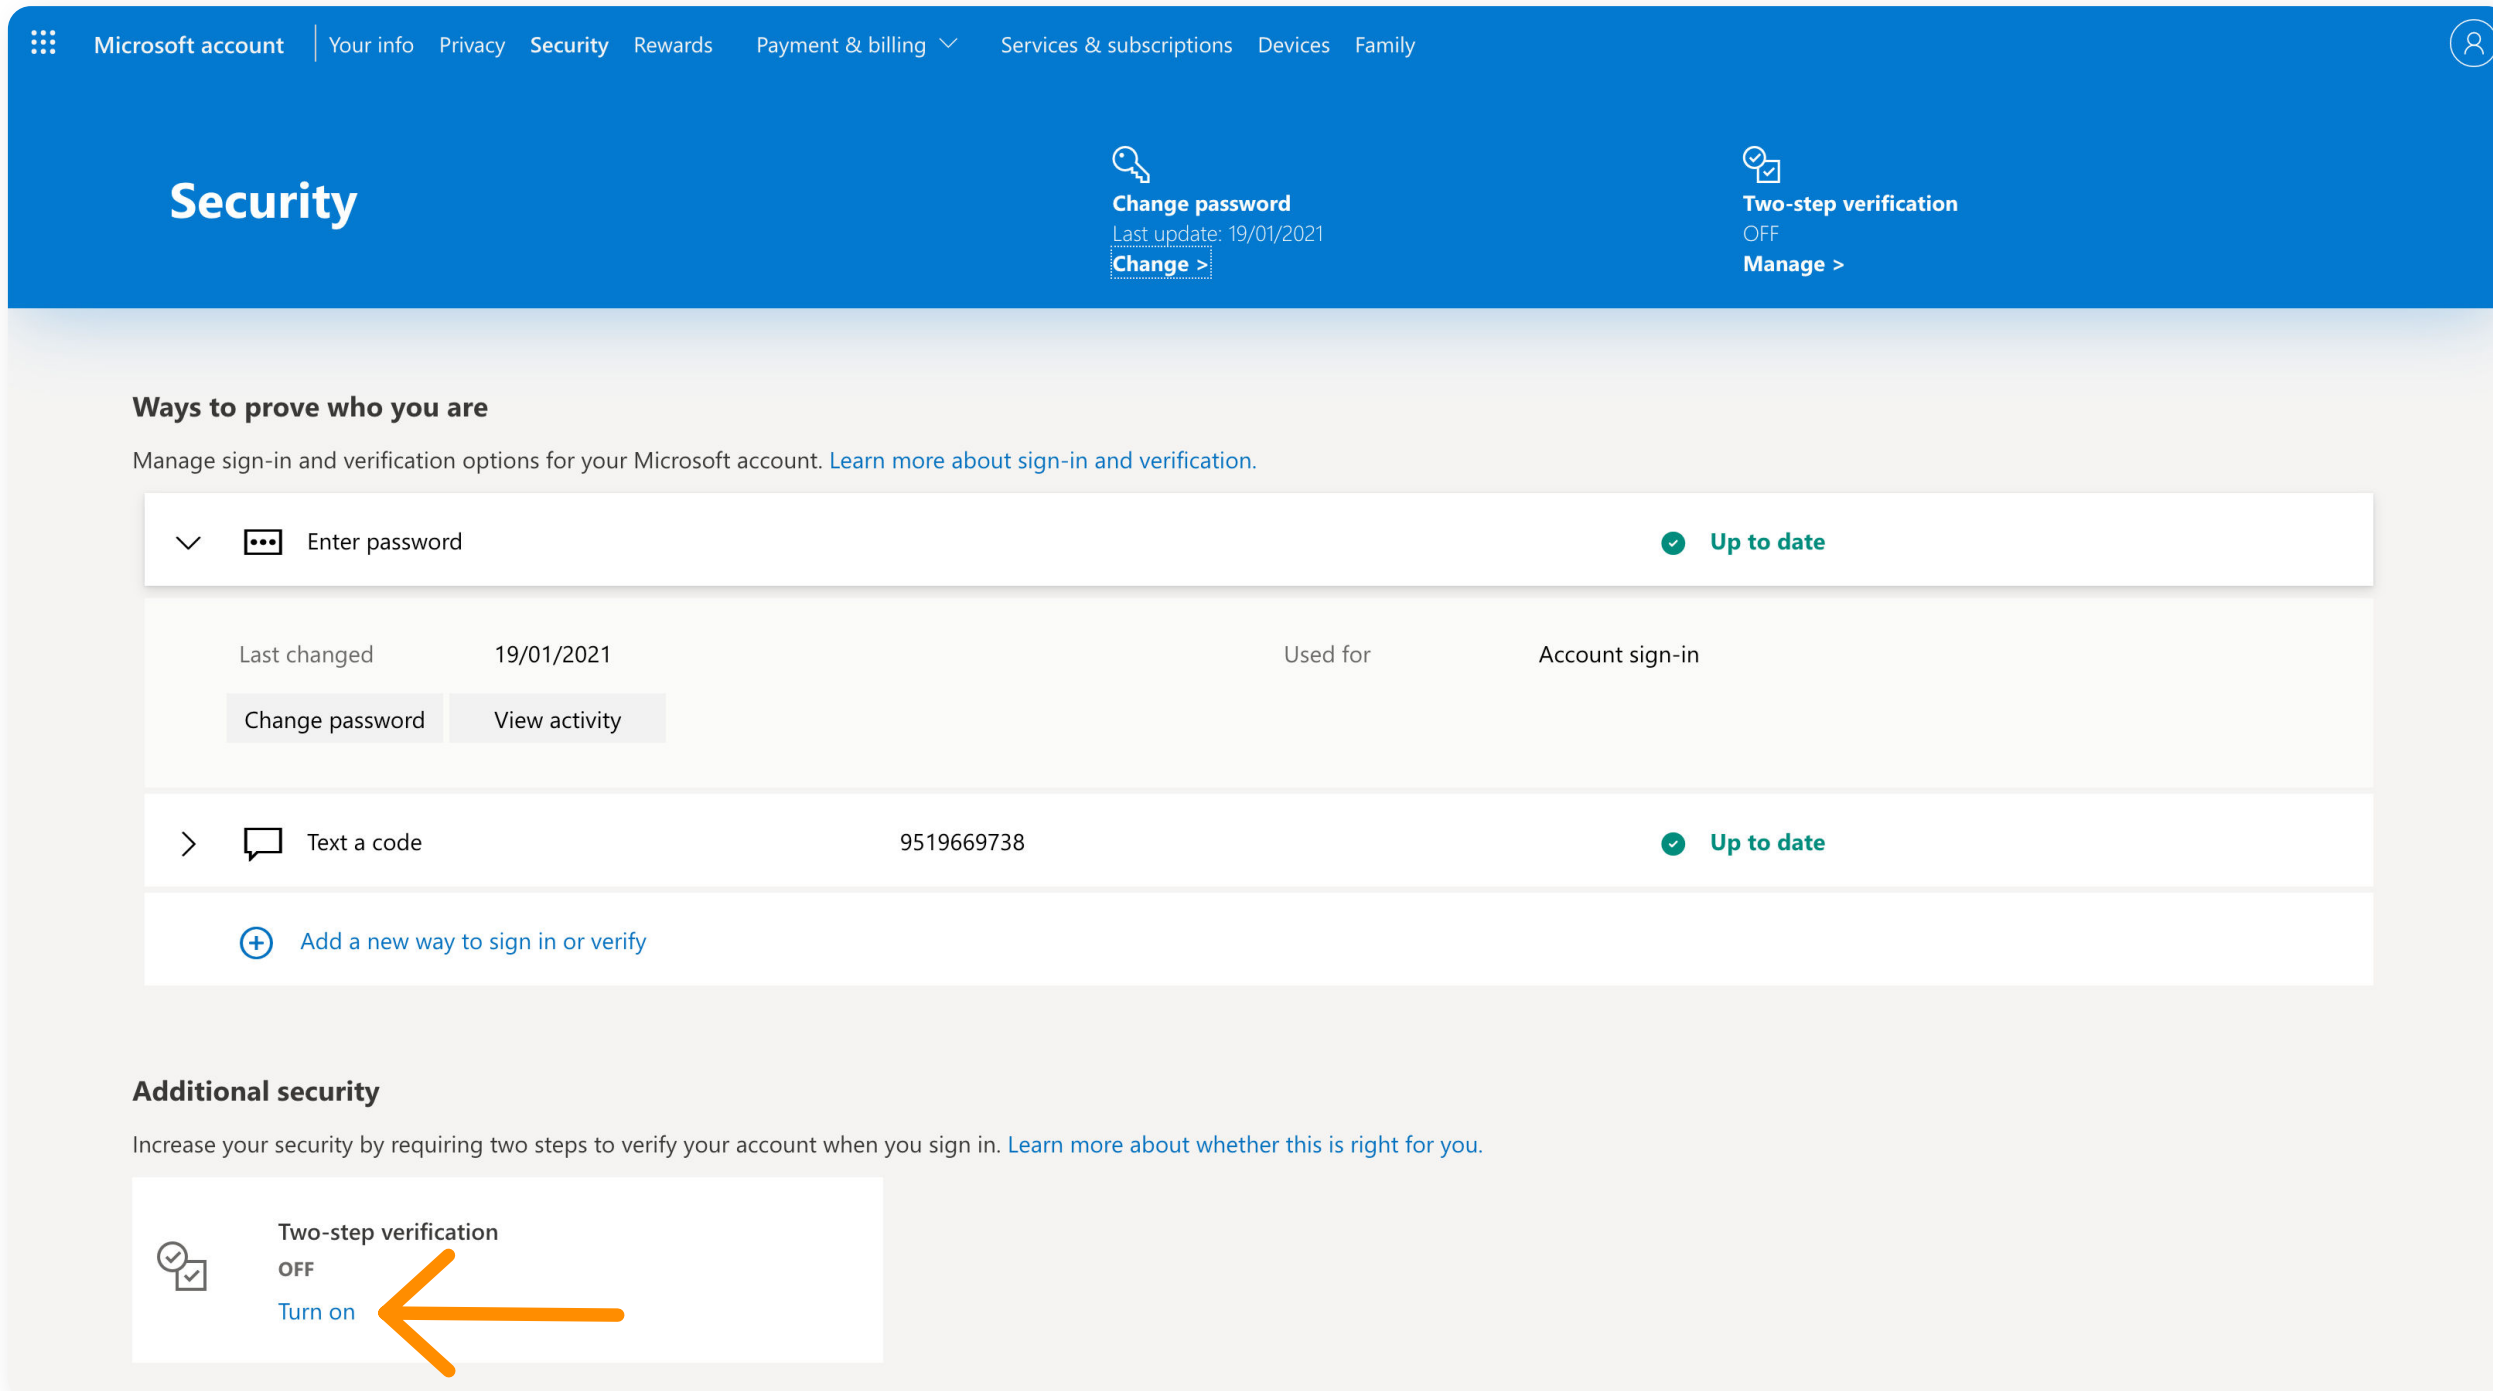 Microsoft account Your info Privacy Security Rewards Payment & billing Services & subscriptions Devices Family
Security
Change password
Last update: 19/01/2021
Change >
Two-step verification
OFF
Manage >
Ways to prove who you are
Manage sign-in and verification options for your Microsoft account. Learn more about sign-in and verification.
Enter password Up to date
Last changed 19/01/2021 Used for Account sign-in
Change password View activity
Text a code 9519669738 Up to date
Add a new way to sign in or verify
Additional security
Increase your security by requiring two steps to verify your account when you sign in. Learn more about whether this is right for you.
Two-step verification
OFF
Turn on